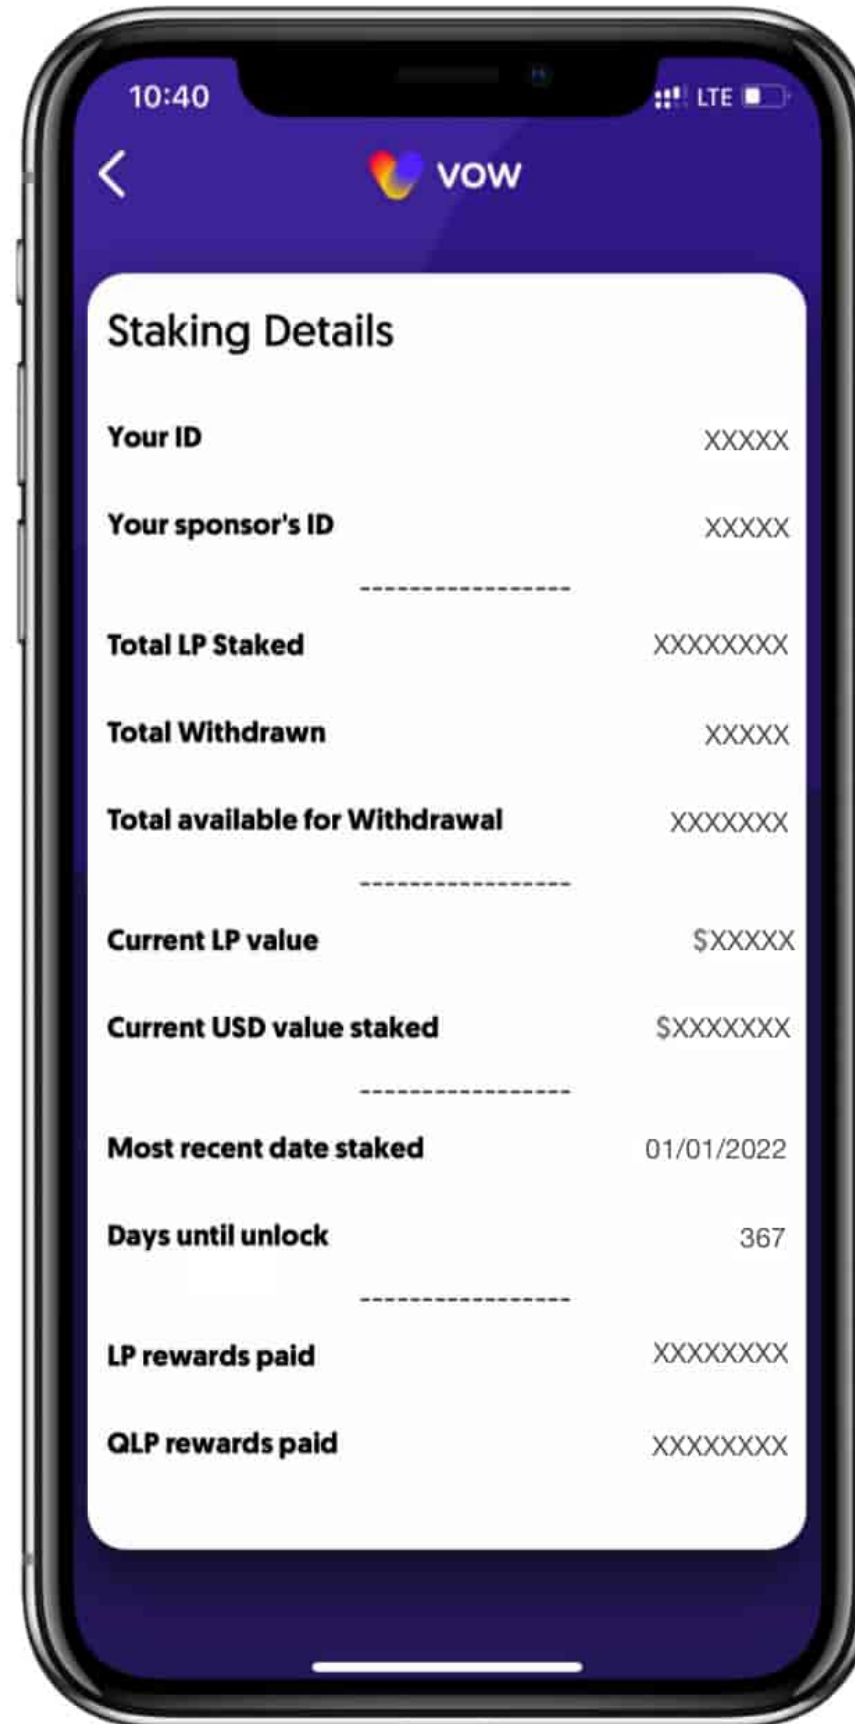 10:40 LTE
VOW
Staking Details
Your ID XXXXX
Your sponsor's ID XXXXX
-----------------
Total LP Staked XXXXXXXX
Total Withdrawn XXXXX
Total available for Withdrawal XXXXXXX
-----------------
Current LP value $XXXXX
Current USD value staked $XXXXXXX
-----------------
Most recent date staked 01/01/2022
Days until unlock 367
-----------------
LP rewards paid XXXXXXXX
QLP rewards paid XXXXXXXX